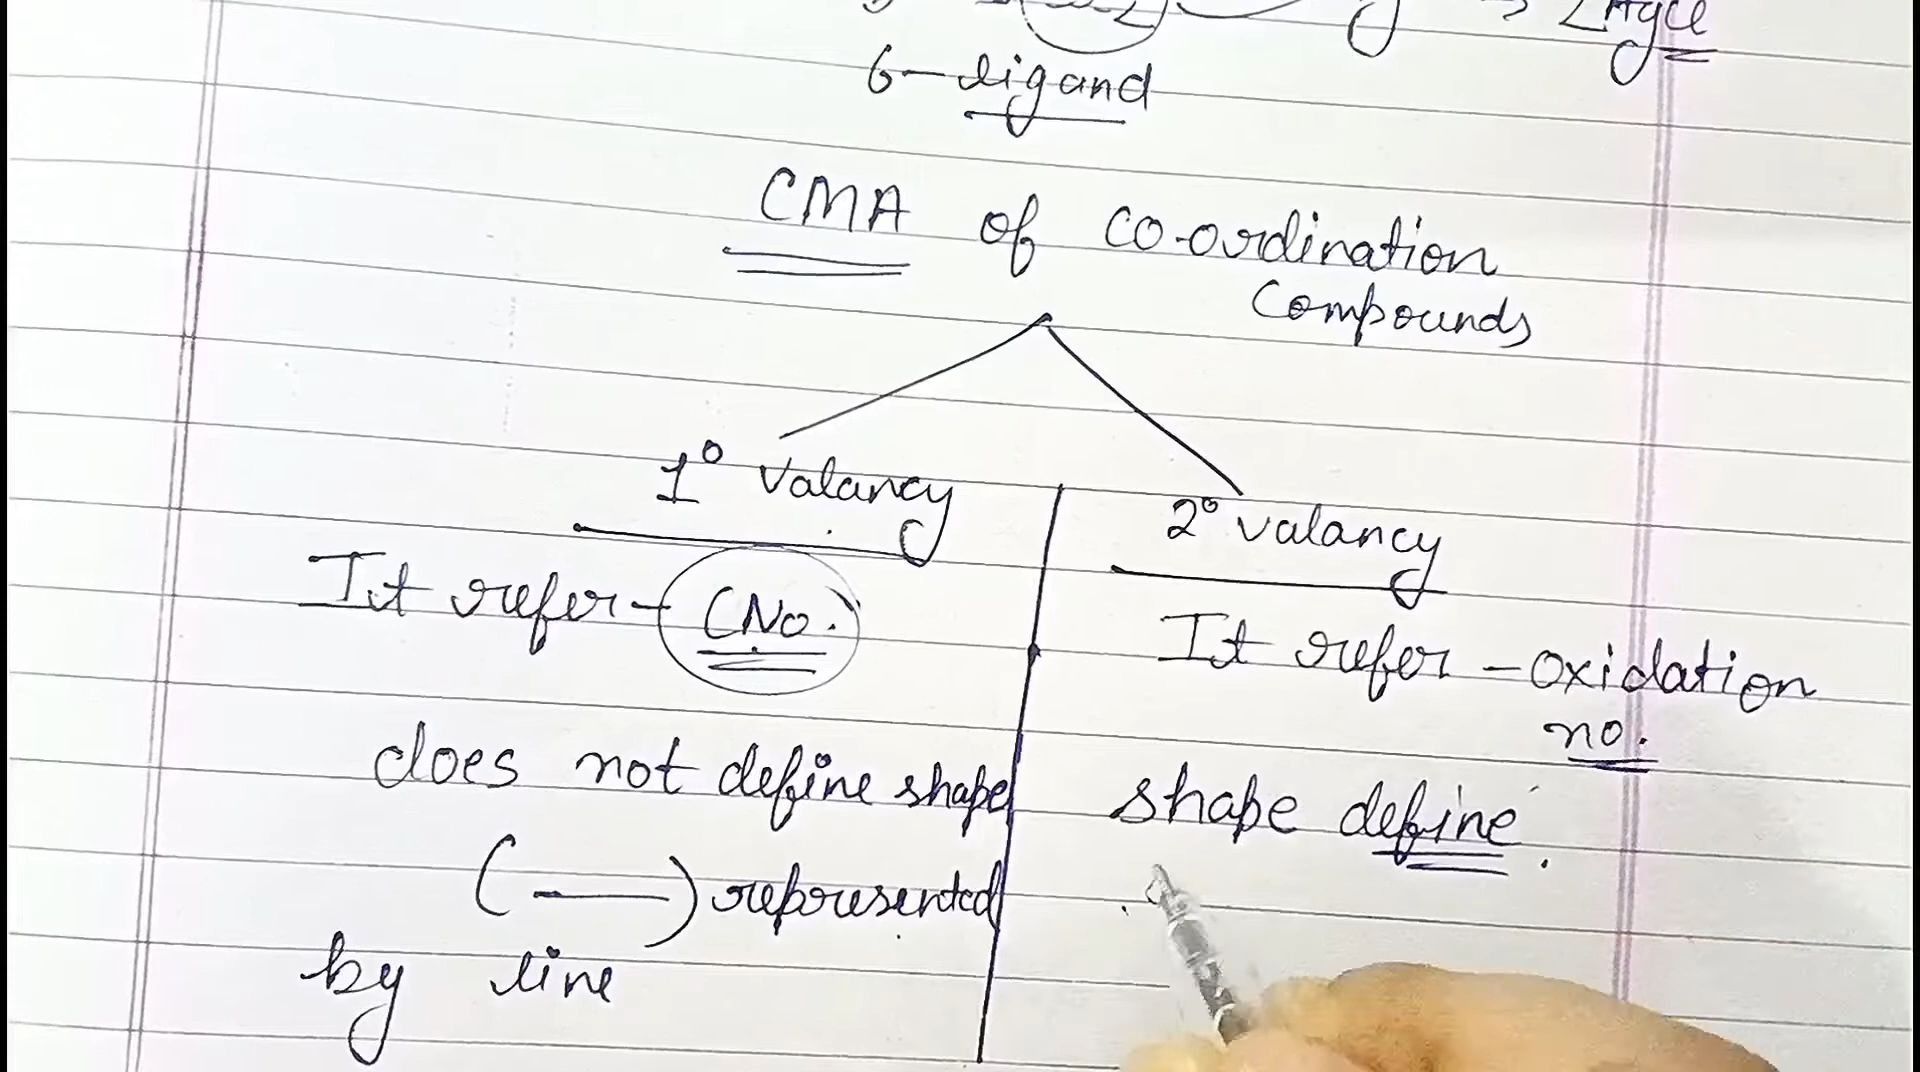 6 - ligand
CMA of co-ordination
Compounds
1° Valancy
It refer - CNo.
does not define shape
( — ) represented
by line
2° valancy
It refer - oxidation
no.
shape define.